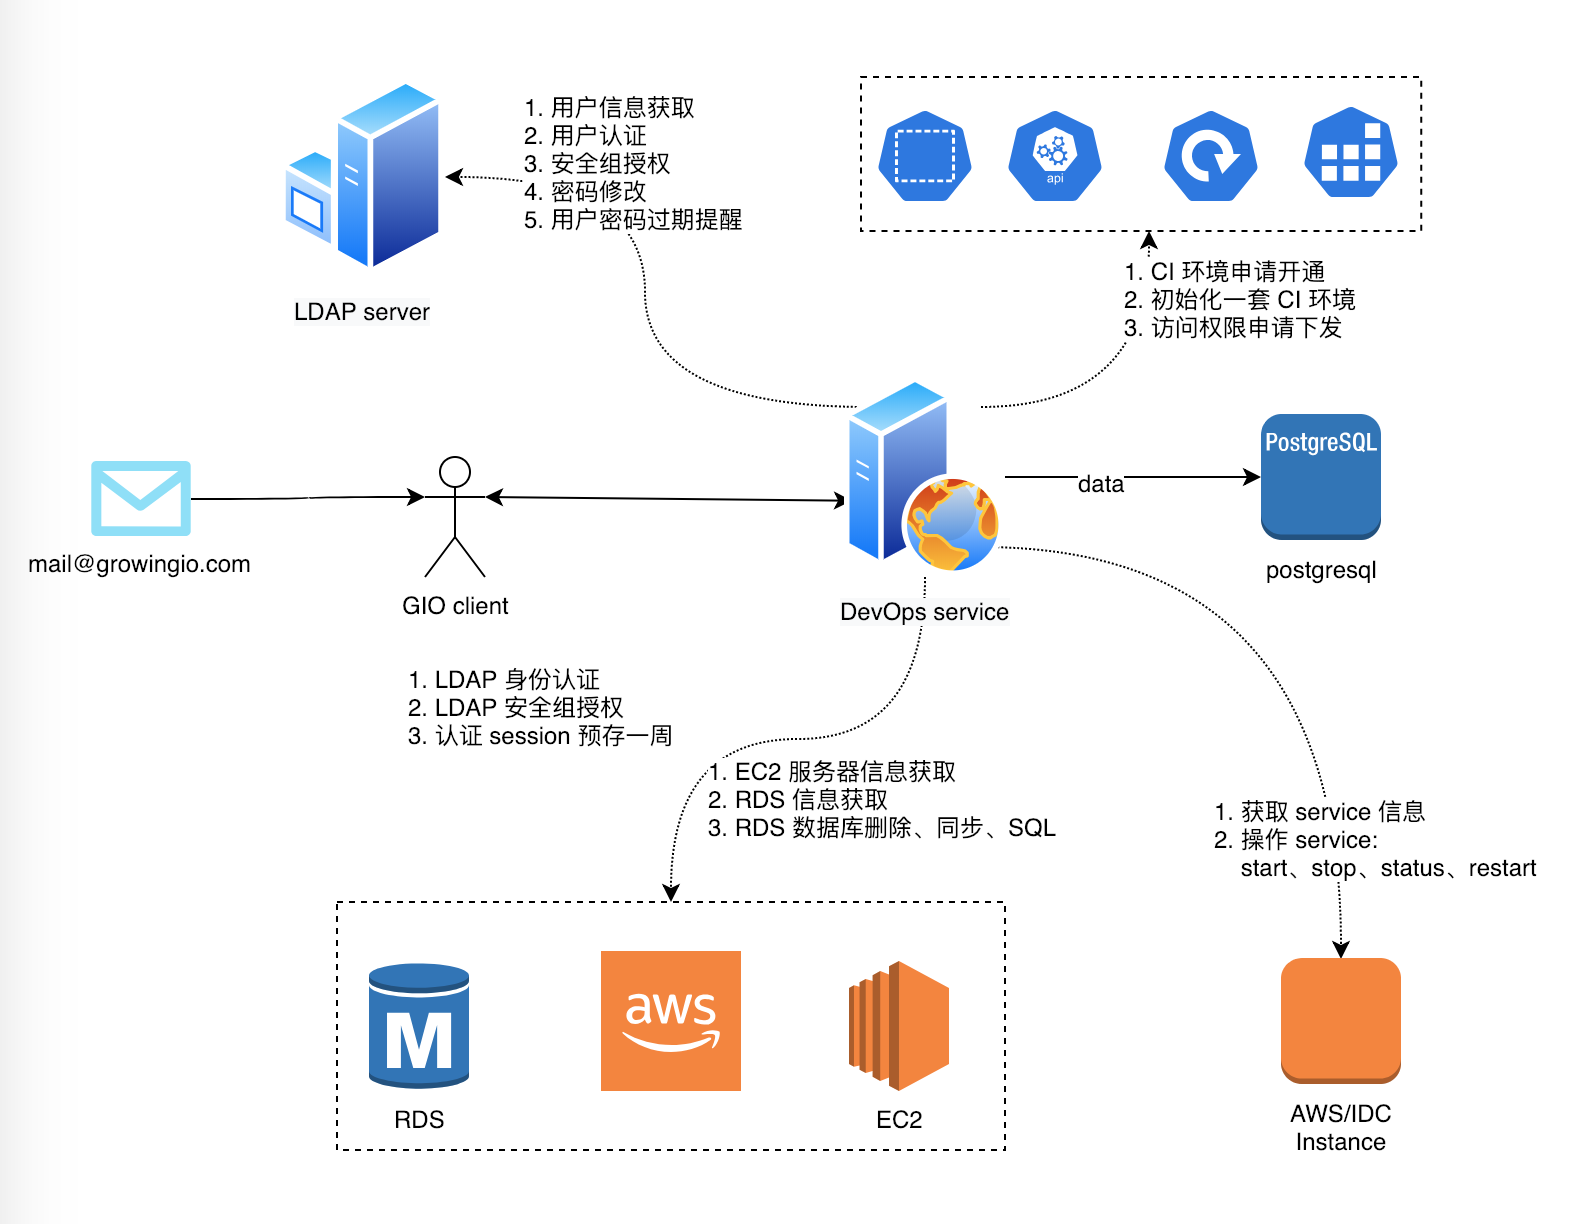 1. 用户信息获取
2. 用户认证
3. 安全组授权
4. 密码修改
5. 用户密码过期提醒
LDAP server
api
1. CI 环境申请开通
2. 初始化一套 CI 环境
3. 访问权限申请下发
mail@growingio.com
GIO client
DevOps service
data
PostgreSQL
postgresql
1. LDAP 身份认证
2. LDAP 安全组授权
3. 认证 session 预存一周
1. EC2 服务器信息获取
2. RDS 信息获取
3. RDS 数据库删除、同步、SQL
1. 获取 service 信息
2. 操作 service:
start、stop、status、restart
M
RDS
aws
EC2
AWS/IDC
Instance